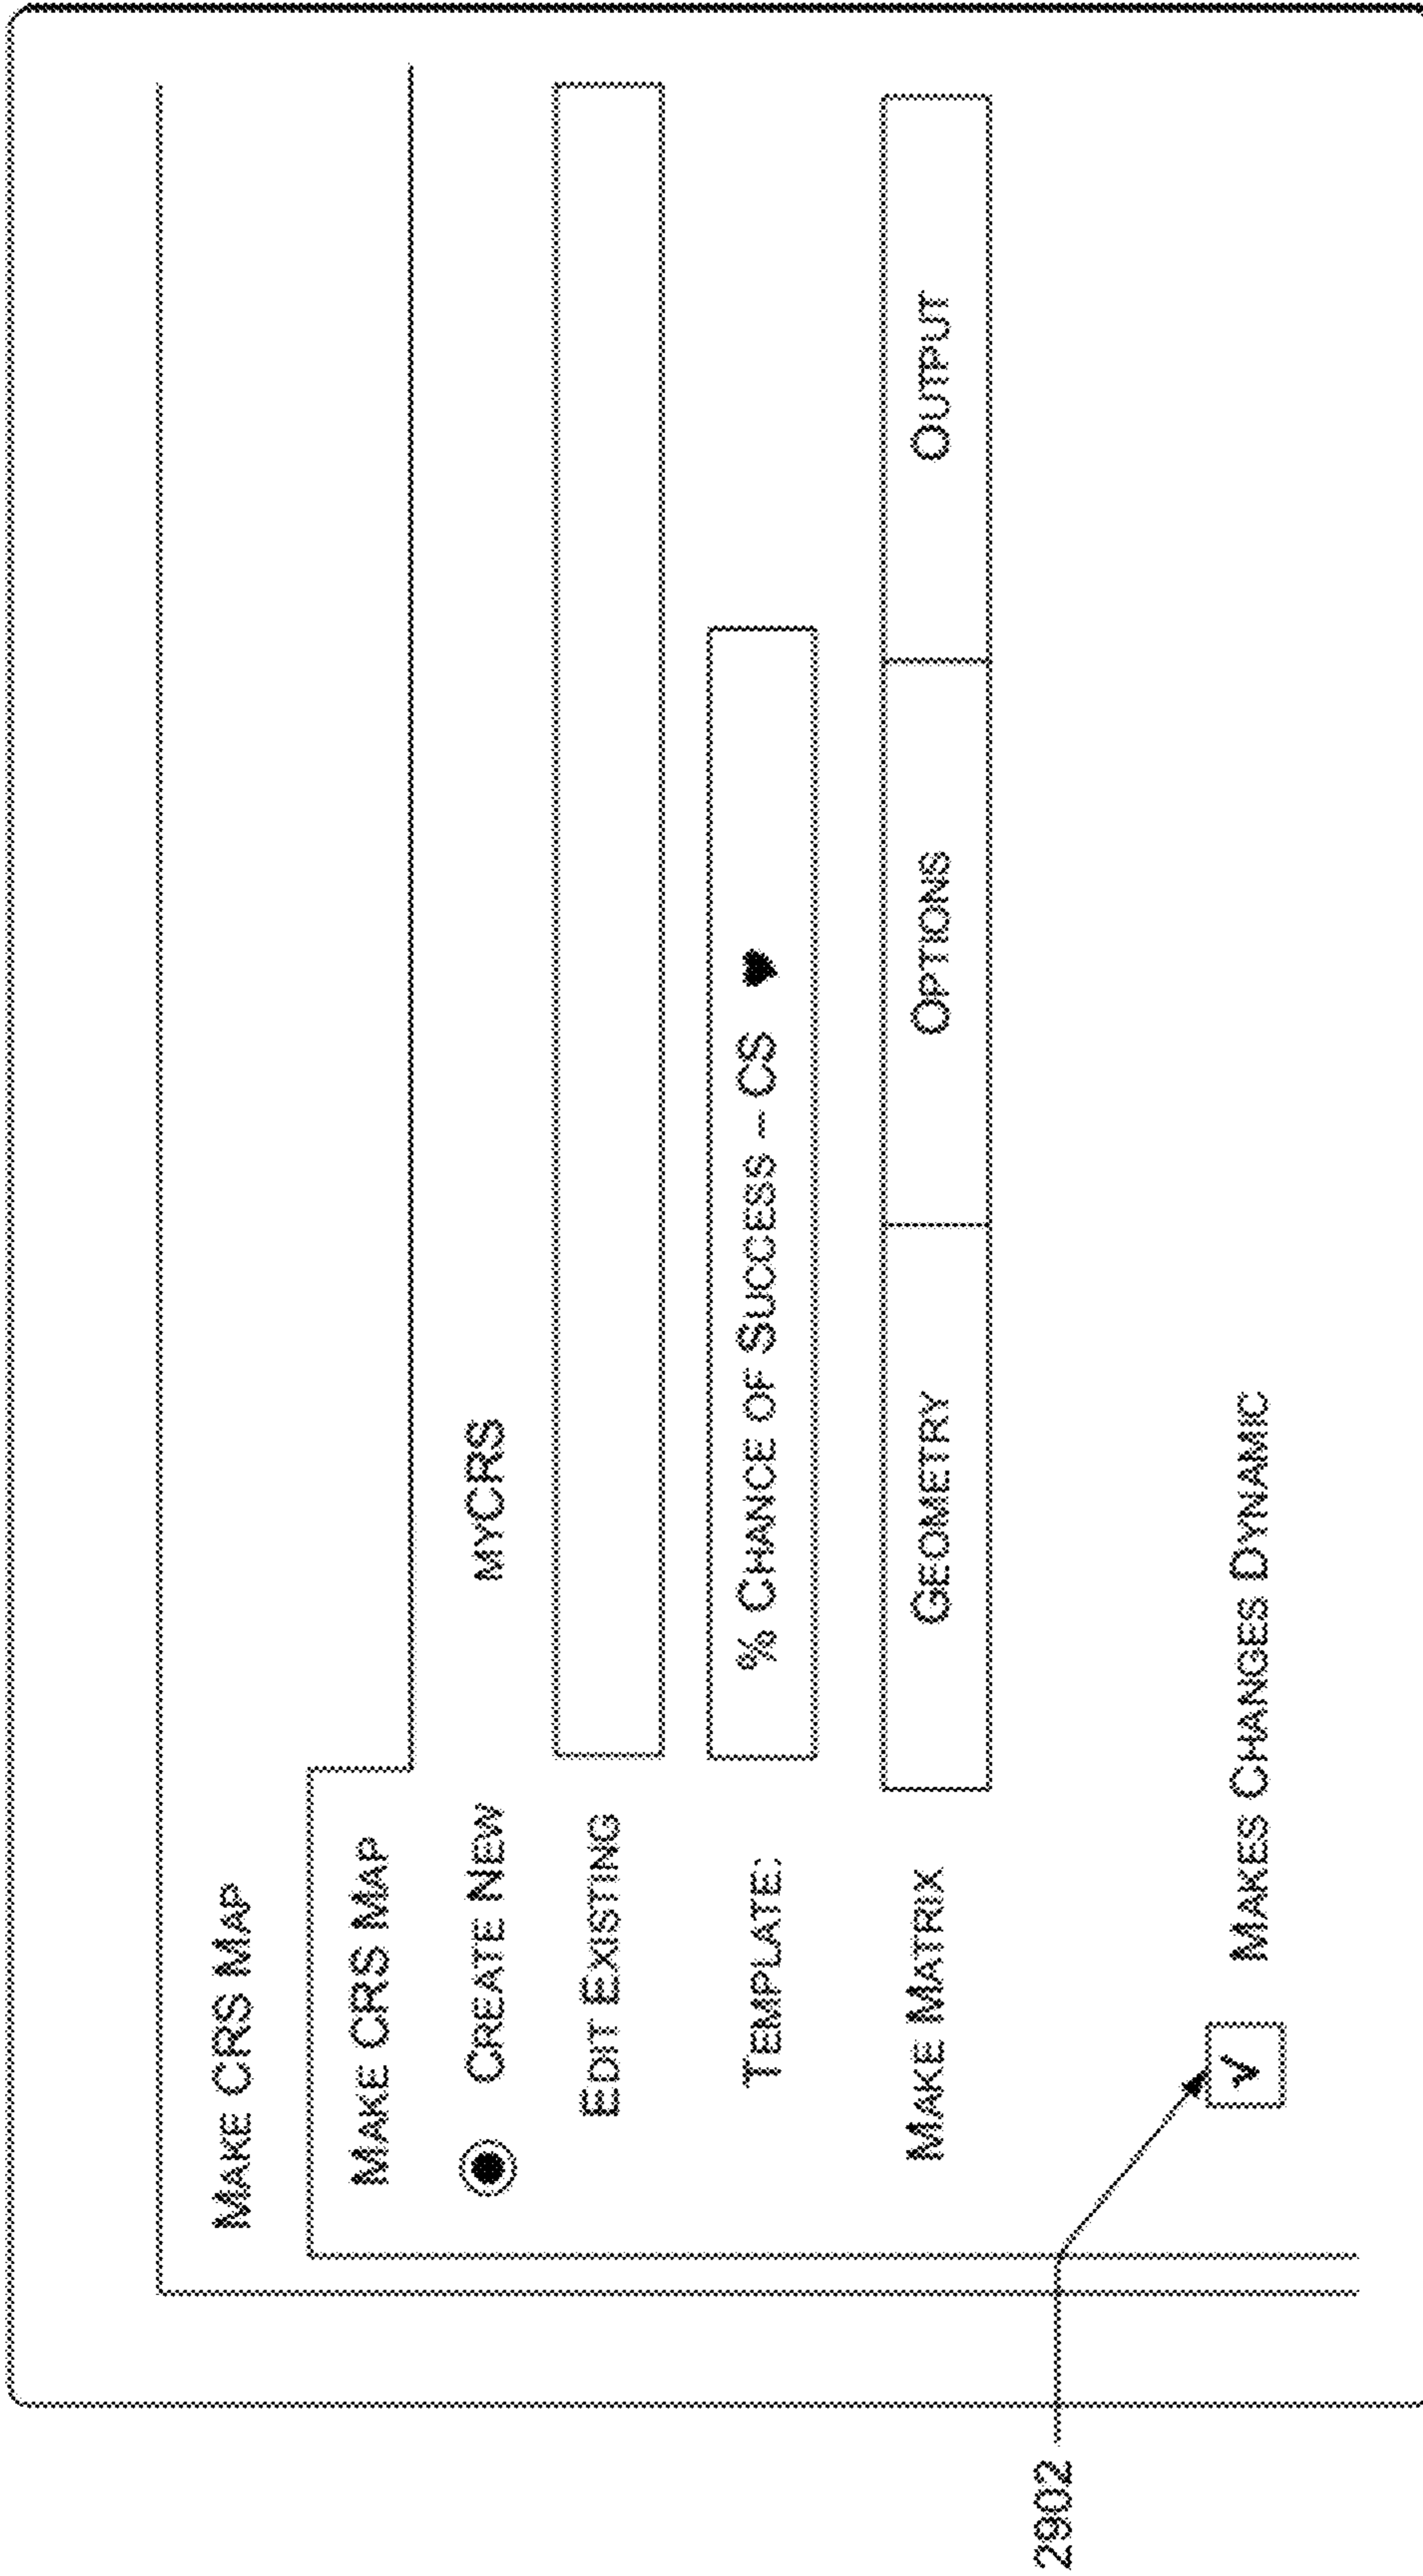 MAKE CRS MAP
MAKE CRS MAP
CREATE NEW MYCRS
EDIT EXISTING
TEMPLATE: % CHANCE OF SUCCESS -- CS
MAKE MATRIX GEOMETRY OPTIONS OUTPUT
MAKES CHANGES DYNAMIC
2902